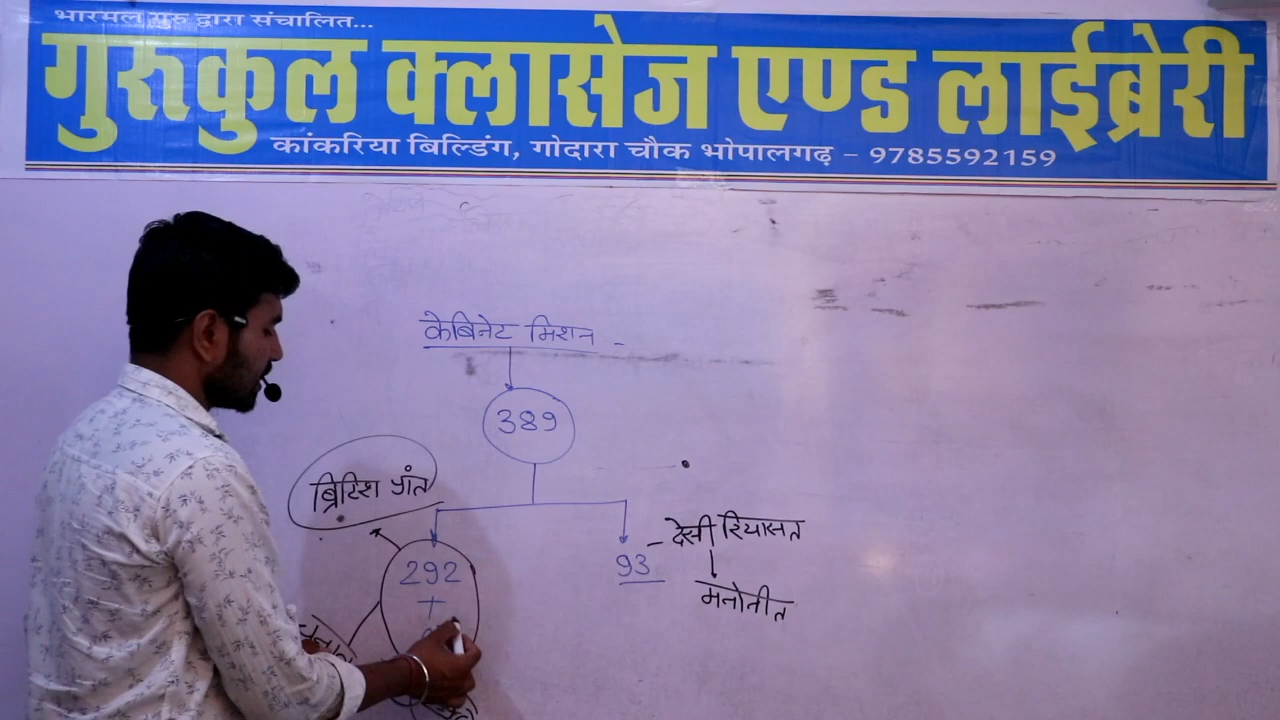 भारमल गुरु द्वारा संचालित...
गुरुकुल क्लासेज एण्ड लाईब्रेरी
कांकरिया बिल्डिंग, गोदारा चौक भोपालगढ़ – 9785592159
केबिनेट मिशन -
389
ब्रिटिश प्रांत
292
+
93
- देसी रियासत
मनोनीत
चुनाव